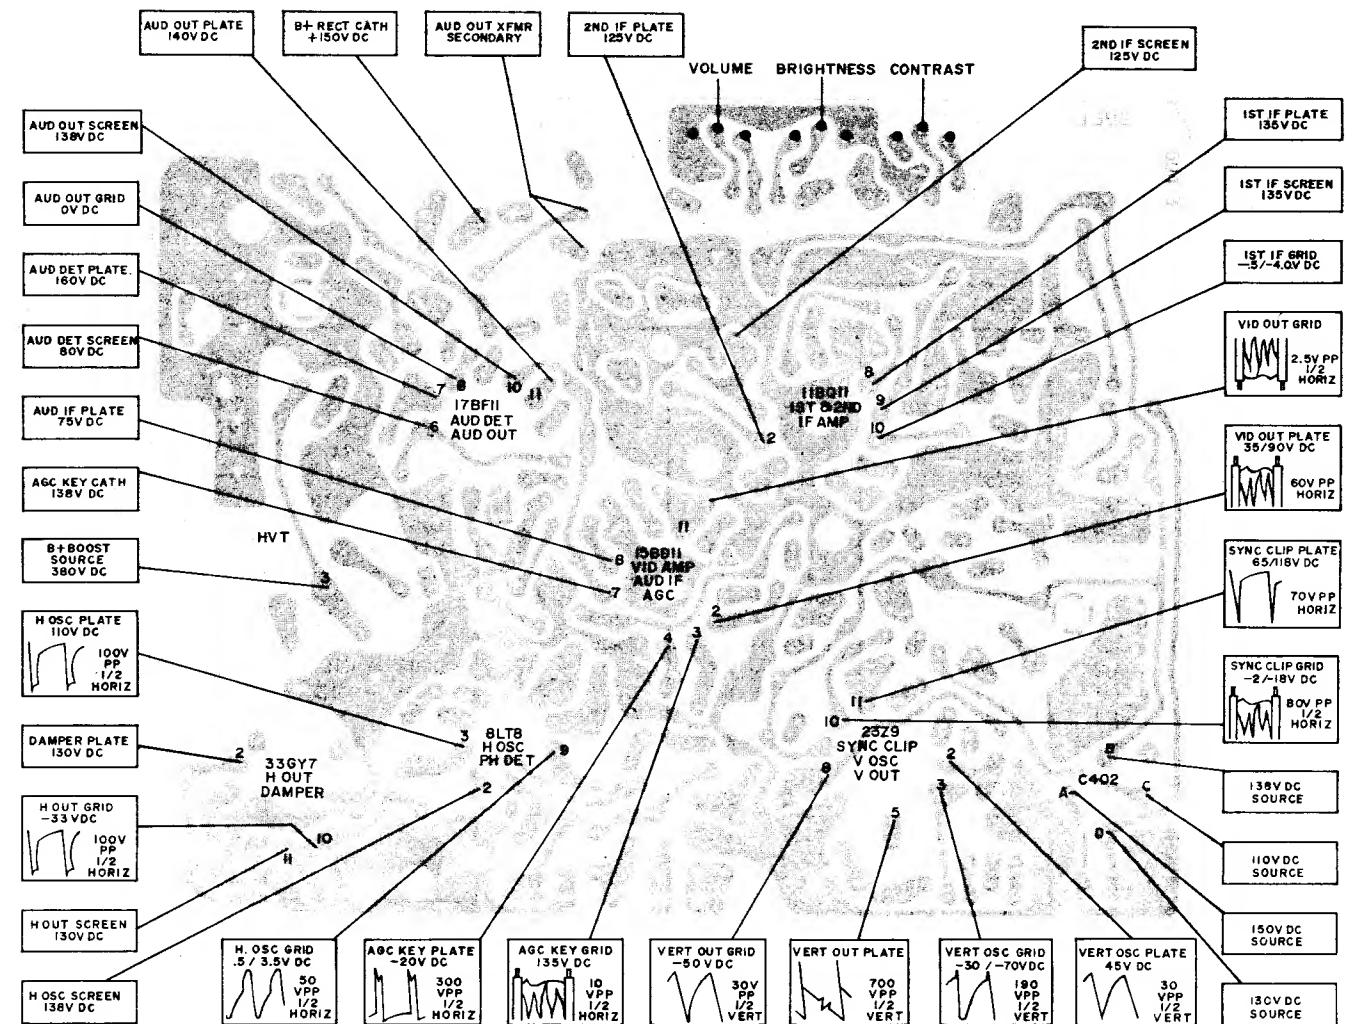 AUD OUT PLATE
140V DC
B+ RECT CATH
+150V DC
AUD OUT XFMR
SECONDARY
2ND IF PLATE
125V DC
2ND IF SCREEN
125V DC
VOLUME BRIGHTNESS CONTRAST
AUD OUT SCREEN
138V DC
AUD OUT GRID
0V DC
AUD DET PLATE.
160V DC
AUD DET SCREEN
80V DC
AUD IF PLATE
75V DC
AGC KEY CATH
138V DC
B+BOOST
SOURCE
380V DC
H OSC PLATE
110V DC
100V
PP
1/2
HORIZ
DAMPER PLATE
130V DC
H OUT GRID
-33VDC
100V
PP
1/2
HORIZ
H OUT SCREEN
130V DC
H OSC SCREEN
138V DC
1ST IF PLATE
135V DC
1ST IF SCREEN
135V DC
1ST IF GRID
-.5/-4.0V DC
VID OUT GRID
2.5V PP
1/2
HORIZ
VID OUT PLATE
35/90V DC
60V PP
HORIZ
SYNC CLIP PLATE
65/118V DC
70V PP
HORIZ
SYNC CLIP GRID
-2/-18V DC
80V PP
1/2
HORIZ
138V DC
SOURCE
110V DC
SOURCE
150V DC
SOURCE
130V DC
SOURCE
7
8
10
11
17BF11
AUD DET
AUD OUT
6
8
11BQ11
1ST & 2ND
IF AMP
9
10
2
HVT
3
11
15BB11
VID AMP
AUD IF
AGC
8
7
2
4
3
3
8LT8
H OSC
PH DET
9
2
2
33GY7
H OUT
DAMPER
10
11
11
10
23Z9
SYNC CLIP
V OSC
V OUT
8
5
2
3
B
C402
A
C
D
H. OSC GRID
.5 / 3.5V DC
50
VPP
1/2
HORIZ
AGC KEY PLATE
-20V DC
300
VPP
1/2
HORIZ
AGC KEY GRID
135V DC
10
VPP
1/2
HORIZ
VERT OUT GRID
-50 V DC
30V
PP
1/2
VERT
VERT OUT PLATE
700
VPP
1/2
VERT
VERT OSC GRID
-30 / -70VDC
190
VPP
1/2
VERT
VERT OSC PLATE
45V DC
30
VPP
1/2
VERT